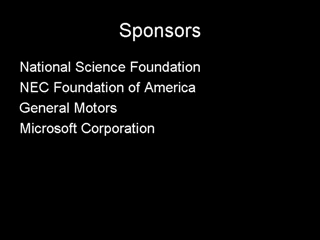 Sponsors
National Science Foundation
NEC Foundation of America
General Motors
Microsoft Corporation